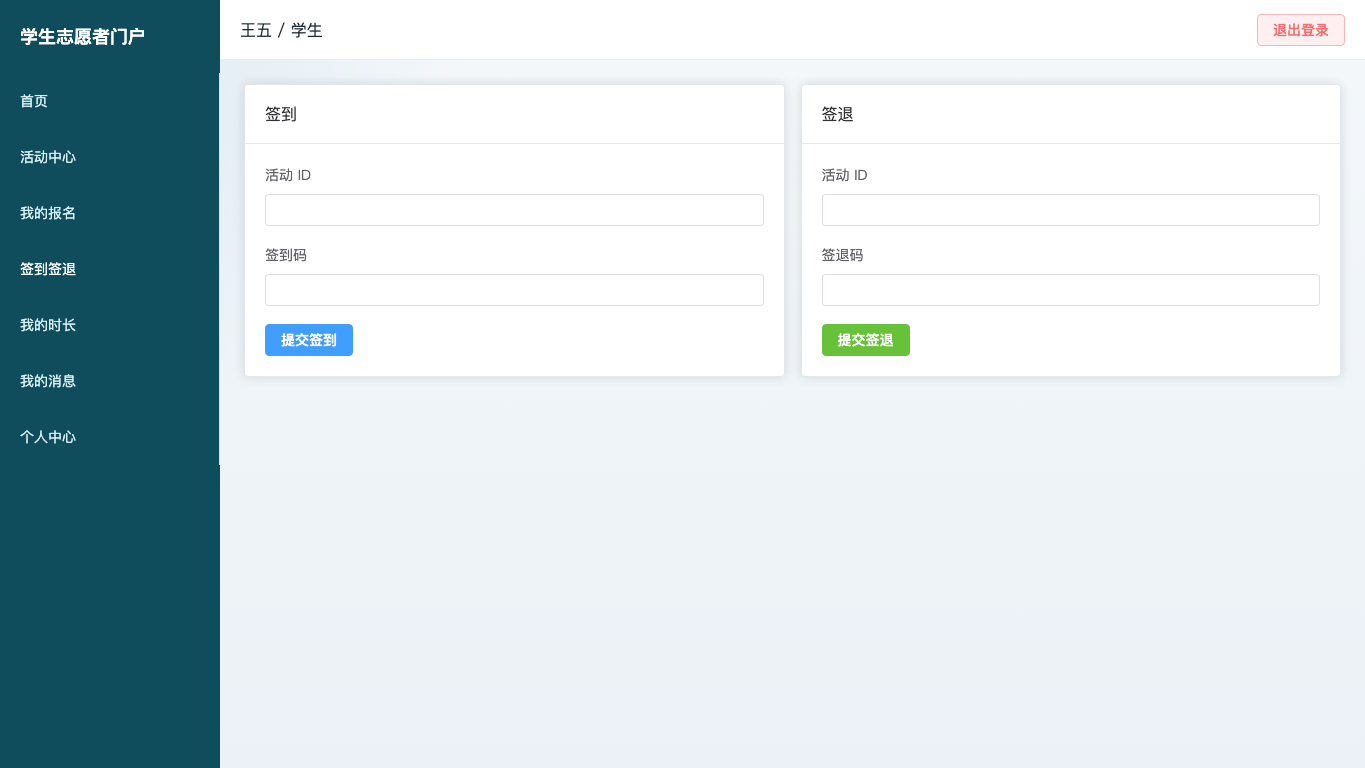 学生志愿者门户
首页
活动中心
我的报名
签到签退
我的时长
我的消息
个人中心
王五 / 学生
退出登录
签到
活动 ID
签到码
提交签到
签退
活动 ID
签退码
提交签退